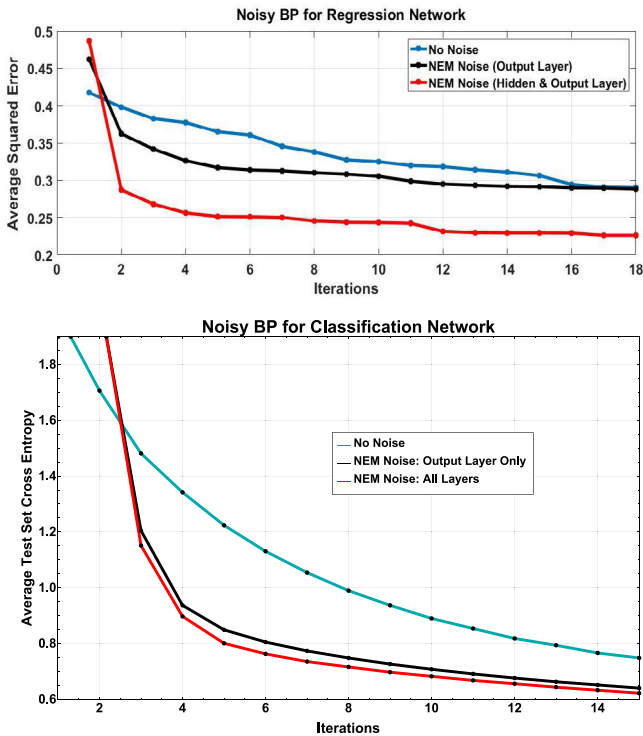 Noisy BP for Regression Network
0.5
0.45
0.4
0.35
0.3
0.25
0.2
Average Squared Error
No Noise
NEM Noise (Output Layer)
NEM Noise (Hidden & Output Layer)
0 2 4 6 8 10 12 14 16 18
Iterations
Noisy BP for Classification Network
1.8
1.6
1.4
1.2
1.0
0.8
0.6
Average Test Set Cross Entropy
No Noise
NEM Noise: Output Layer Only
NEM Noise: All Layers
2 4 6 8 10 12 14
Iterations